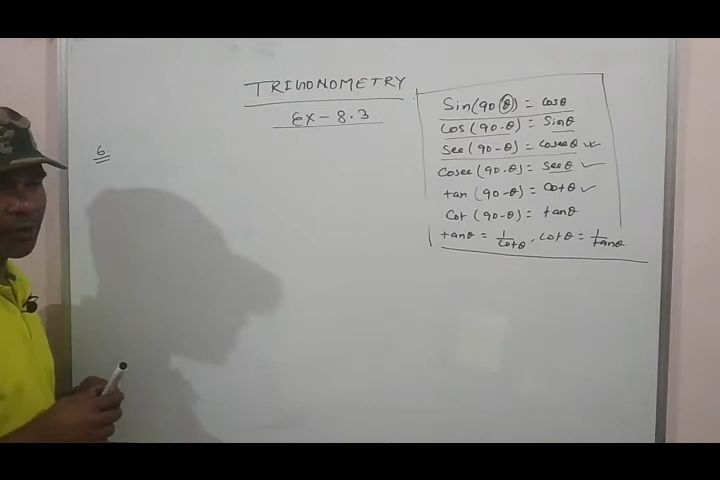 TRIGONOMETRY
EX - 8.3
6.
Sin(90-θ) = cosθ
cos(90-θ) = Sinθ
Sec(90-θ) = Cosecθ
Cosec(90-θ) = Secθ
tan(90-θ) = Cotθ
Cot(90-θ) = tanθ
tanθ = 1/Cotθ, Cotθ = 1/tanθ